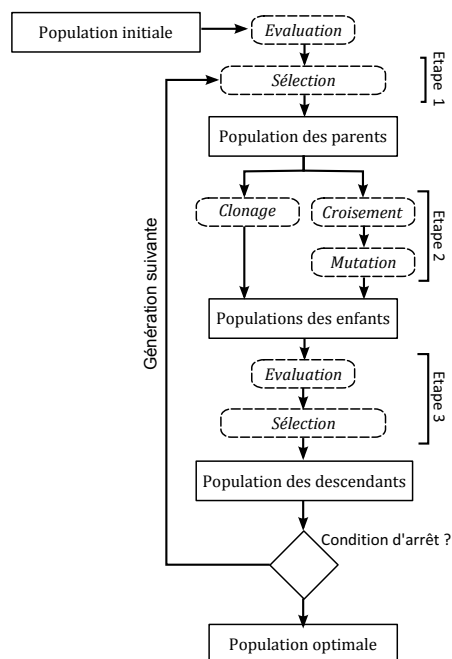 Population initiale
Evaluation
Sélection
Etape 1
Population des parents
Clonage
Croisement
Mutation
Etape 2
Génération suivante
Populations des enfants
Evaluation
Sélection
Etape 3
Population des descendants
Condition d'arrêt ?
Population optimale